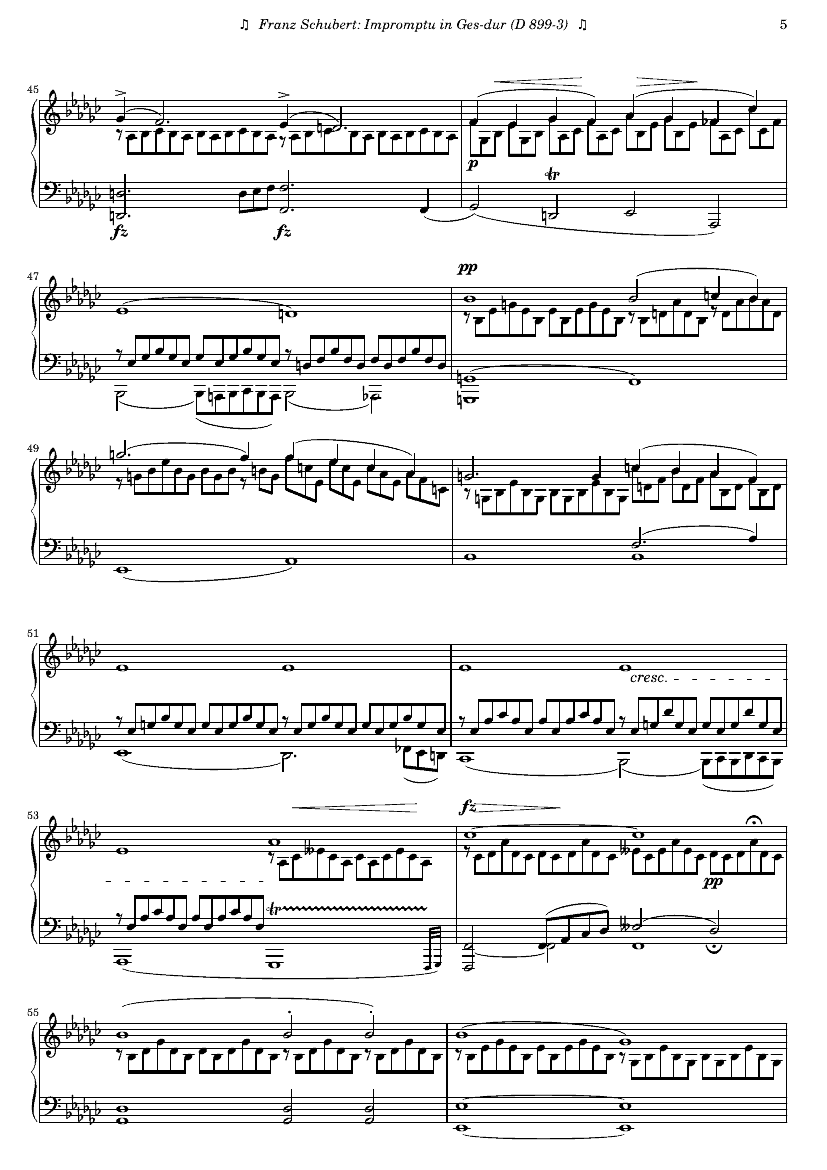 ♫ Franz Schubert: Impromptu in Ges-dur (D 899-3) ♫ 5
45
fz
fz
p
tr
47
pp
49
51
cresc.
53
tr
fz
pp
55